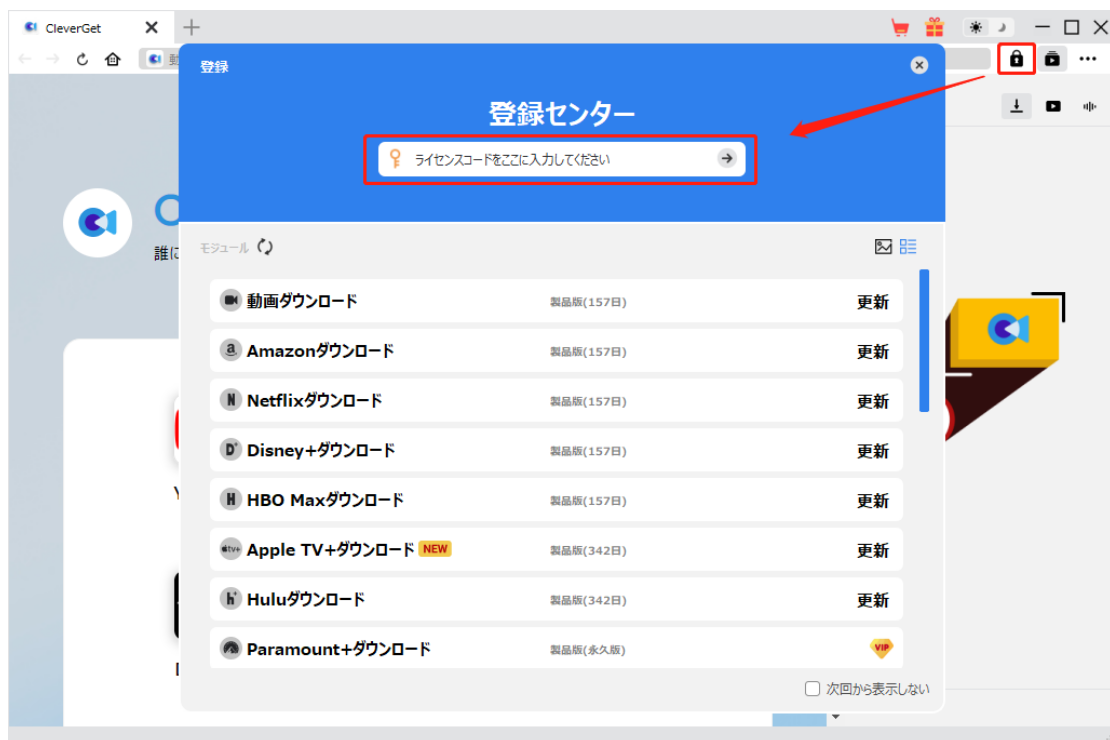 CleverGet
登録
登録センター
ライセンスコードをここに入力してください
誰に
モジュール
動画ダウンロード 製品版(157日) 更新
Amazonダウンロード 製品版(157日) 更新
Netflixダウンロード 製品版(157日) 更新
Disney+ダウンロード 製品版(157日) 更新
HBO Maxダウンロード 製品版(157日) 更新
Apple TV+ダウンロード NEW 製品版(342日) 更新
Huluダウンロード 製品版(342日) 更新
Paramount+ダウンロード 製品版(永久版) VIP
次回から表示しない